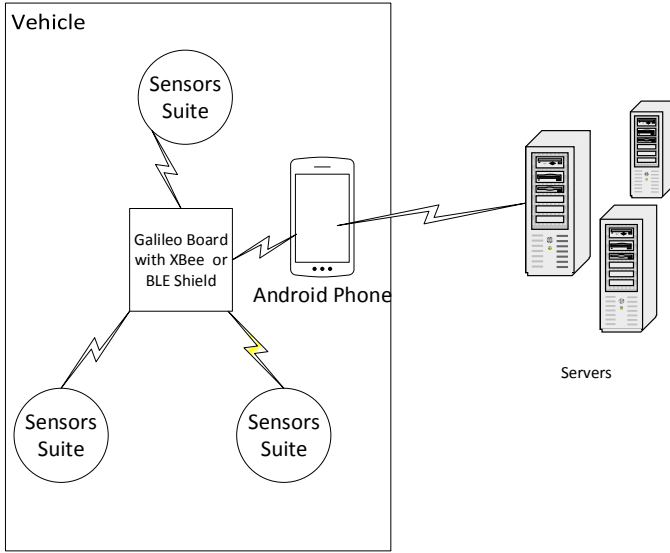 Vehicle
Sensors
Suite
Galileo Board
with XBee or
BLE Shield
Android Phone
Servers
Sensors
Suite
Sensors
Suite